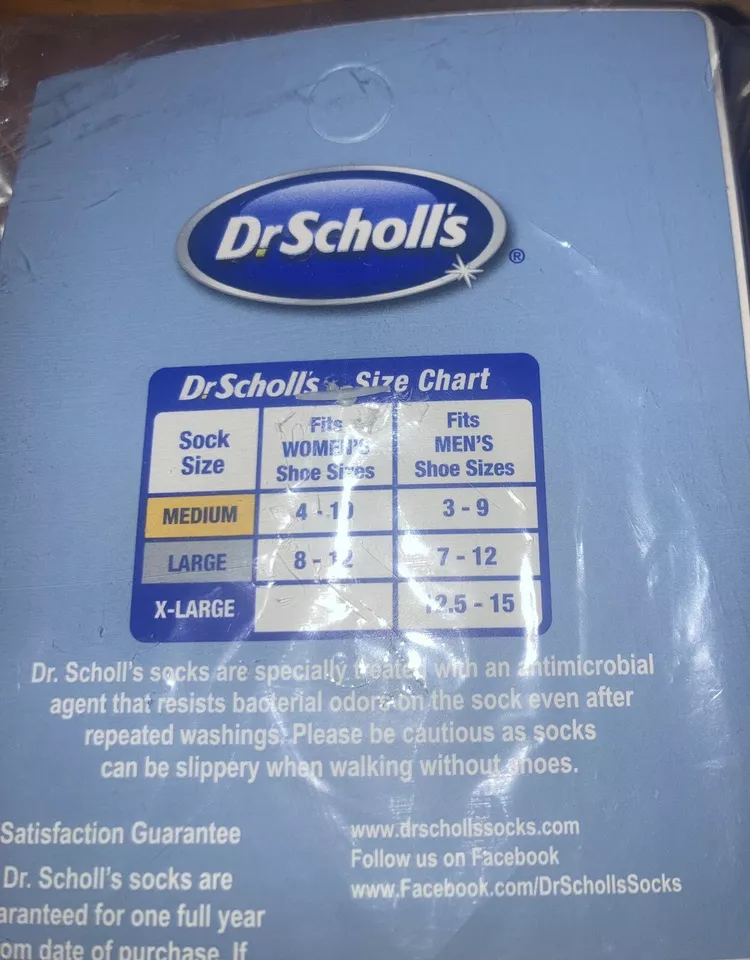 Dr.Scholl's
®
Dr.Scholl's Size Chart
Sock Size
Fits WOMEN'S Shoe Sizes
Fits MEN'S Shoe Sizes
MEDIUM 4 - 10 3 - 9
LARGE 8 - 12 7 - 12
X-LARGE 12.5 - 15
Dr. Scholl's socks are specially treated with an antimicrobial
agent that resists bacterial odors on the sock even after
repeated washings. Please be cautious as socks
can be slippery when walking without shoes.
Satisfaction Guarantee
Dr. Scholl's socks are
aranteed for one full year
om date of purchase. If
www.drschollssocks.com
Follow us on Facebook
www.Facebook.com/DrSchollsSocks